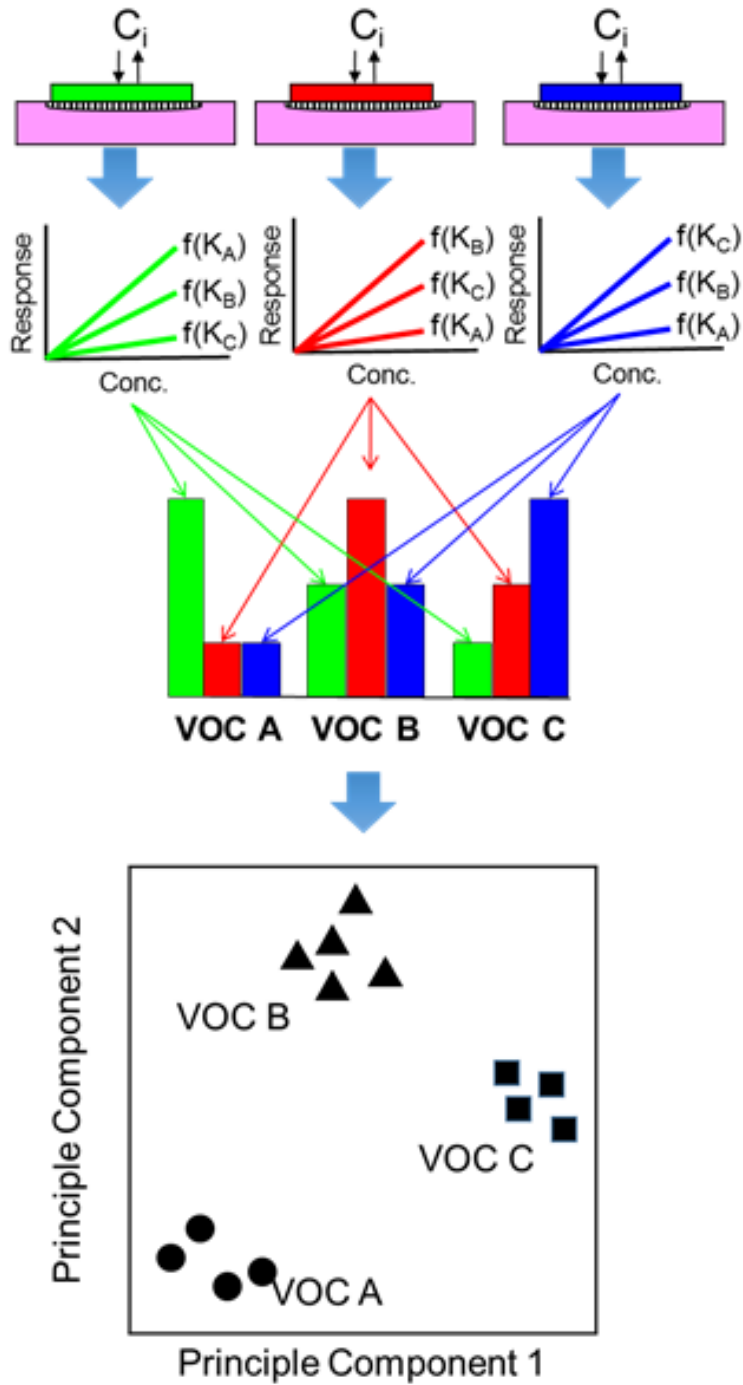 Ci Ci Ci
Response
f(KA)
f(KB)
f(KC)
Conc.
Response
f(KB)
f(KC)
f(KA)
Conc.
Response
f(KC)
f(KB)
f(KA)
Conc.
VOC A VOC B VOC C
Principle Component 2
VOC B
VOC C
VOC A
Principle Component 1